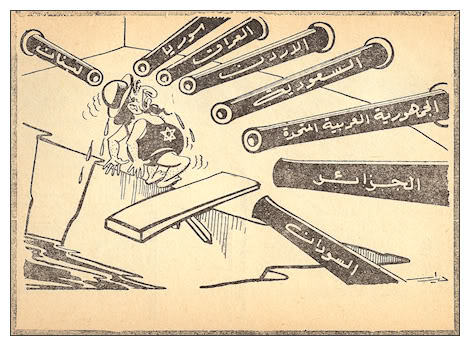 سوريا
العراق
الاردن
السعودية
الجمهورية العربية المتحدة
الجزائر
السودان
لبنان